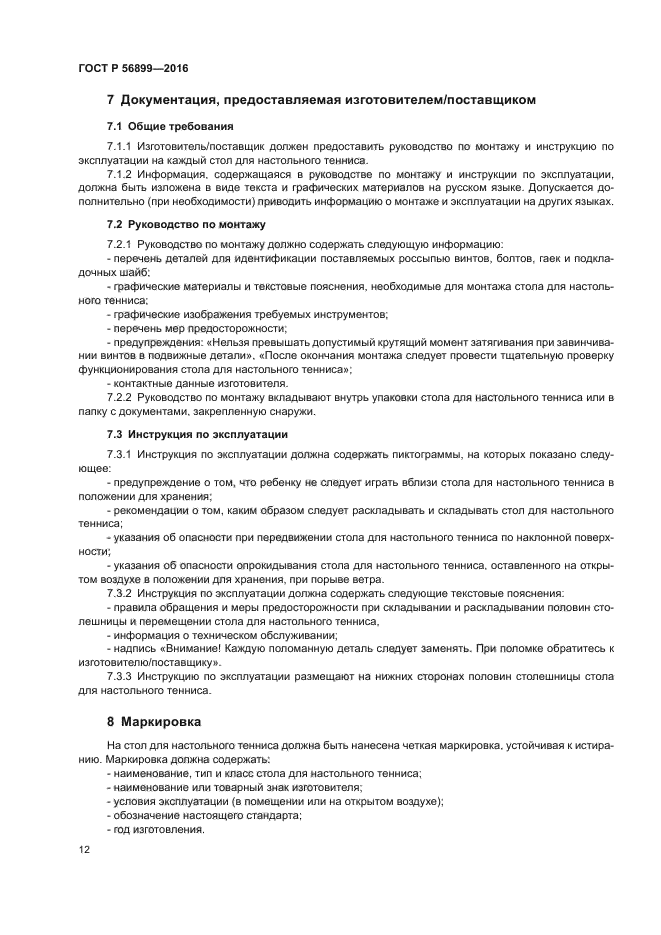 ГОСТ Р 56899—2016
7 Документация, предоставляемая изготовителем/поставщиком
7.1 Общие требования
7.1.1 Изготовитель/поставщик должен предоставить руководство по монтажу и инструкцию по
эксплуатации на каждый стол для настольного тенниса.
7.1.2 Информация, содержащаяся в руководстве по монтажу и инструкции по эксплуатации,
должна быть изложена в виде текста и графических материалов на русском языке. Допускается до-
полнительно (при необходимости) приводить информацию о монтаже и эксплуатации на других языках.
7.2 Руководство по монтажу
7.2.1 Руководство по монтажу должно содержать следующую информацию:
- перечень деталей для идентификации поставляемых россыпью винтов, болтов, гаек и подкла-
дочных шайб;
- графические материалы и текстовые пояснения, необходимые для монтажа стола для настоль-
ного тенниса;
- графические изображения требуемых инструментов;
- перечень мер предосторожности;
- предупреждения: «Нельзя превышать допустимый крутящий момент затягивания при завинчива-
нии винтов в подвижные детали», «После окончания монтажа следует провести тщательную проверку
функционирования стола для настольного тенниса»;
- контактные данные изготовителя.
7.2.2 Руководство по монтажу вкладывают внутрь упаковки стола для настольного тенниса или в
папку с документами, закрепленную снаружи.
7.3 Инструкция по эксплуатации
7.3.1 Инструкция по эксплуатации должна содержать пиктограммы, на которых показано следу-
ющее:
- предупреждение о том, что ребенку не следует играть вблизи стола для настольного тенниса в
положении для хранения;
- рекомендации о том, каким образом следует раскладывать и складывать стол для настольного
тенниса;
- указания об опасности при передвижении стола для настольного тенниса по наклонной поверх-
ности;
- указания об опасности опрокидывания стола для настольного тенниса, оставленного на откры-
том воздухе в положении для хранения, при порыве ветра.
7.3.2 Инструкция по эксплуатации должна содержать следующие текстовые пояснения:
- правила обращения и меры предосторожности при складывании и раскладывании половин сто-
лешницы и перемещении стола для настольного тенниса,
- информация о техническом обслуживании;
- надпись «Внимание! Каждую поломанную деталь следует заменять. При поломке обратитесь к
изготовителю/поставщику».
7.3.3 Инструкцию по эксплуатации размещают на нижних сторонах половин столешницы стола
для настольного тенниса.
8 Маркировка
На стол для настольного тенниса должна быть нанесена четкая маркировка, устойчивая к истира-
нию. Маркировка должна содержать:
- наименование, тип и класс стола для настольного тенниса;
- наименование или товарный знак изготовителя;
- условия эксплуатации (в помещении или на открытом воздухе);
- обозначение настоящего стандарта;
- год изготовления.
12